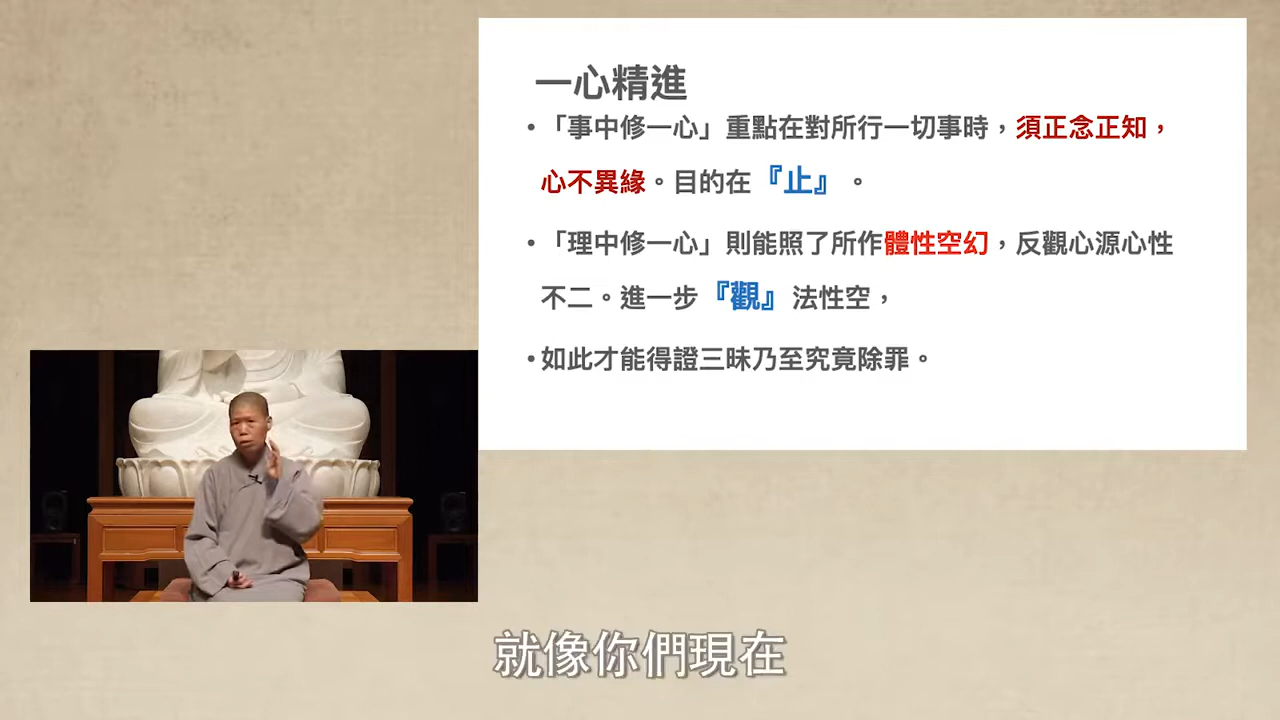 一心精進
•「事中修一心」重點在對所行一切事時，須正念正知，
心不異緣。目的在『止』。
•「理中修一心」則能照了所作體性空幻，反觀心源心性
不二。進一步『觀』法性空，
•如此才能得證三昧乃至究竟除罪。
就像你們現在